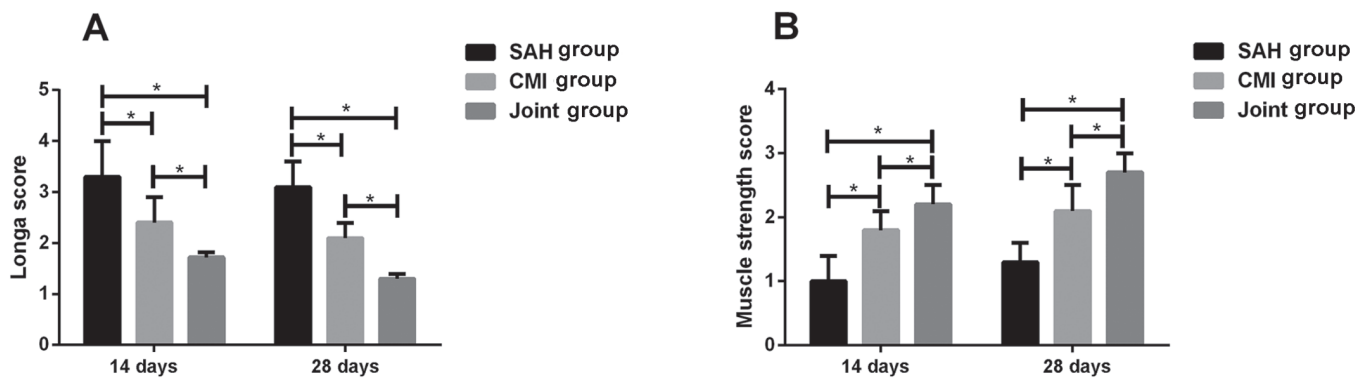 A
SAH group
CMI group
Joint group
Longa score
5
4
3
2
1
0
*
*
*
*
*
*
14 days
28 days
B
SAH group
CMI group
Joint group
Muscle strength score
4
3
2
1
0
*
*
*
*
*
*
14 days
28 days